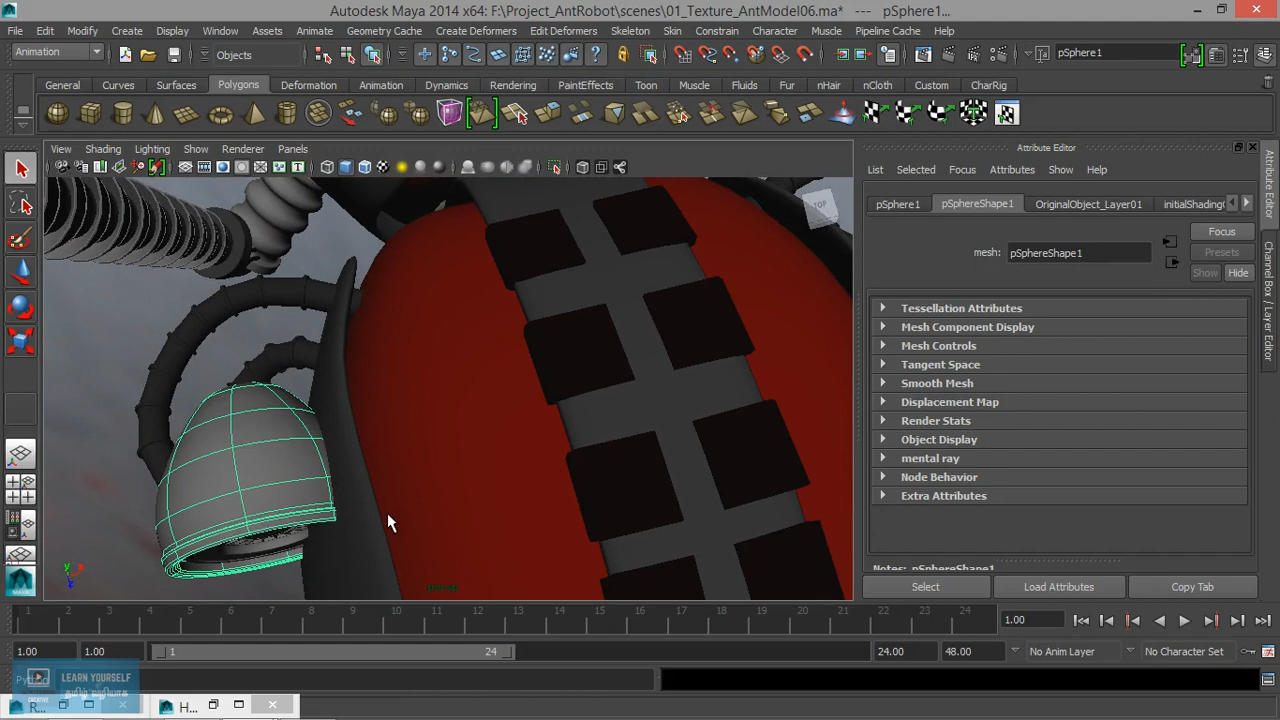 Autodesk Maya 2014 x64: F:\Project_AntRobot\scenes\01_Texture_AntModel06.ma* --- pSphere1...
File Edit Modify Create Display Window Assets Animate Geometry Cache Create Deformers Edit Deformers Skeleton Skin Constrain Character Muscle Pipeline Cache Help
Animation Objects pSphere1
General Curves Surfaces Polygons Deformation Animation Dynamics Rendering PaintEffects Toon Muscle Fluids Fur nHair nCloth Custom CharRig
View Shading Lighting Show Renderer Panels
Attribute Editor
List Selected Focus Attributes Show Help
pSphere1 pSphereShape1 OriginalObject_Layer01 initialShading
Focus
Presets
mesh: pSphereShape1
Show Hide
Tessellation Attributes
Mesh Component Display
Mesh Controls
Tangent Space
Smooth Mesh
Displacement Map
Render Stats
Object Display
mental ray
Node Behavior
Extra Attributes
Notes: pSphereShape1
Select Load Attributes Copy Tab
TOP
persp
Attribute Editor
Channel Box / Layer Editor
1 2 3 4 5 6 7 8 9 10 11 12 13 14 15 16 17 18 19 20 21 22 23 24 1.00
1.00 1.00 1 24 24.00 48.00 No Anim Layer No Character Set
Python
LEARN YOURSELF
தமிழ் வழியாக
CREATIVE
R... H...
MAYA